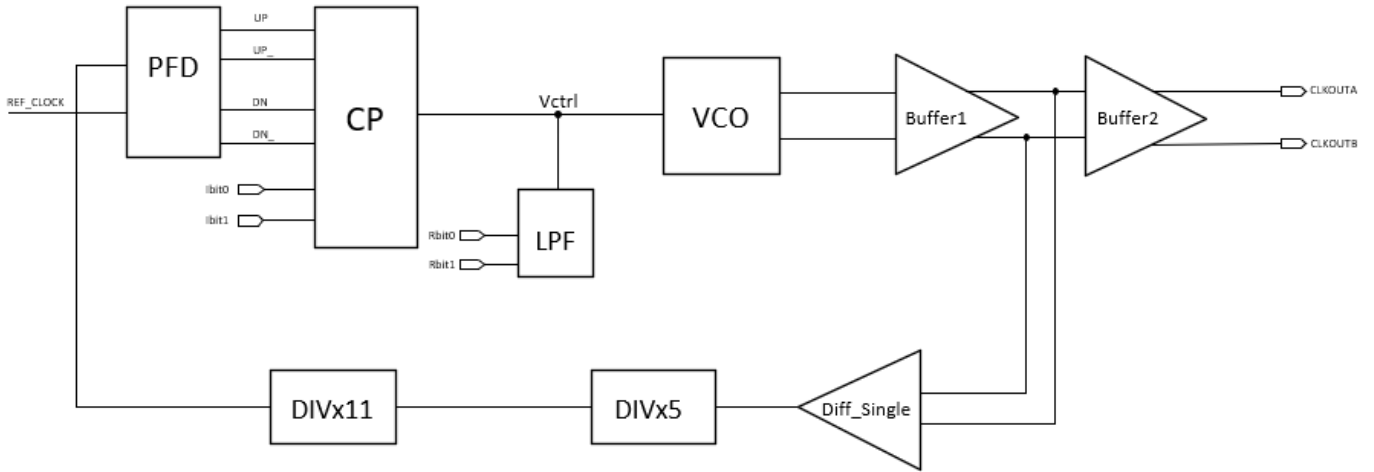 REF_CLOCK
PFD
UP
UP_
DN
DN_
Ibit0
Ibit1
CP
Vctrl
Rbit0
Rbit1
LPF
VCO
Buffer1
Buffer2
CLKOUTA
CLKOUTB
DIVx11
DIVx5
Diff_Single